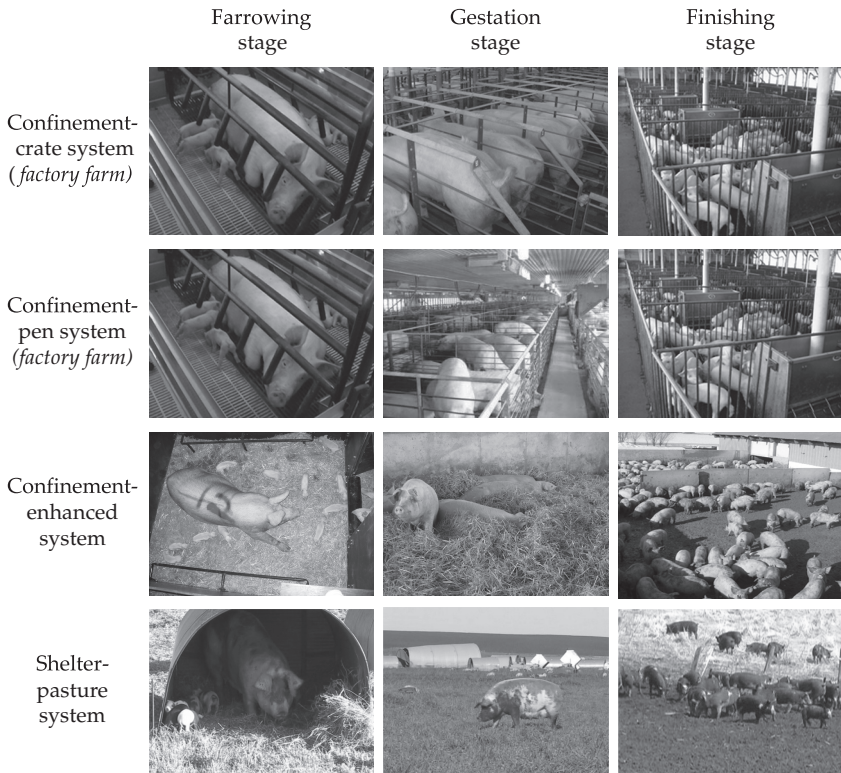 Farrowing
stage
Gestation
stage
Finishing
stage
Confinement-
crate system
(factory farm)
Confinement-
pen system
(factory farm)
Confinement-
enhanced
system
Shelter-
pasture
system